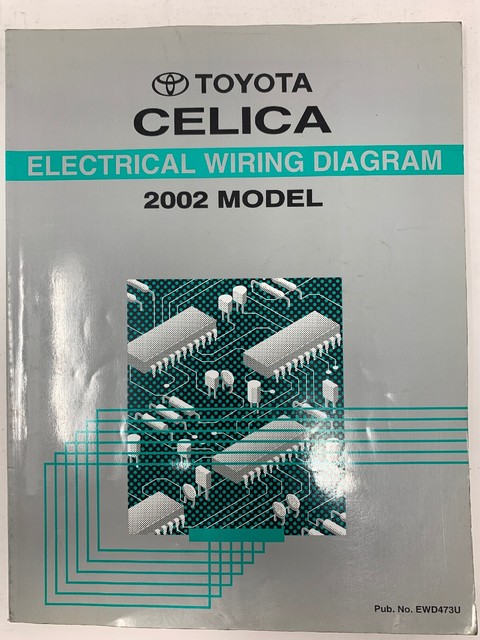 TOYOTA
CELICA
ELECTRICAL WIRING DIAGRAM
2002 MODEL
Pub. No. EWD473U